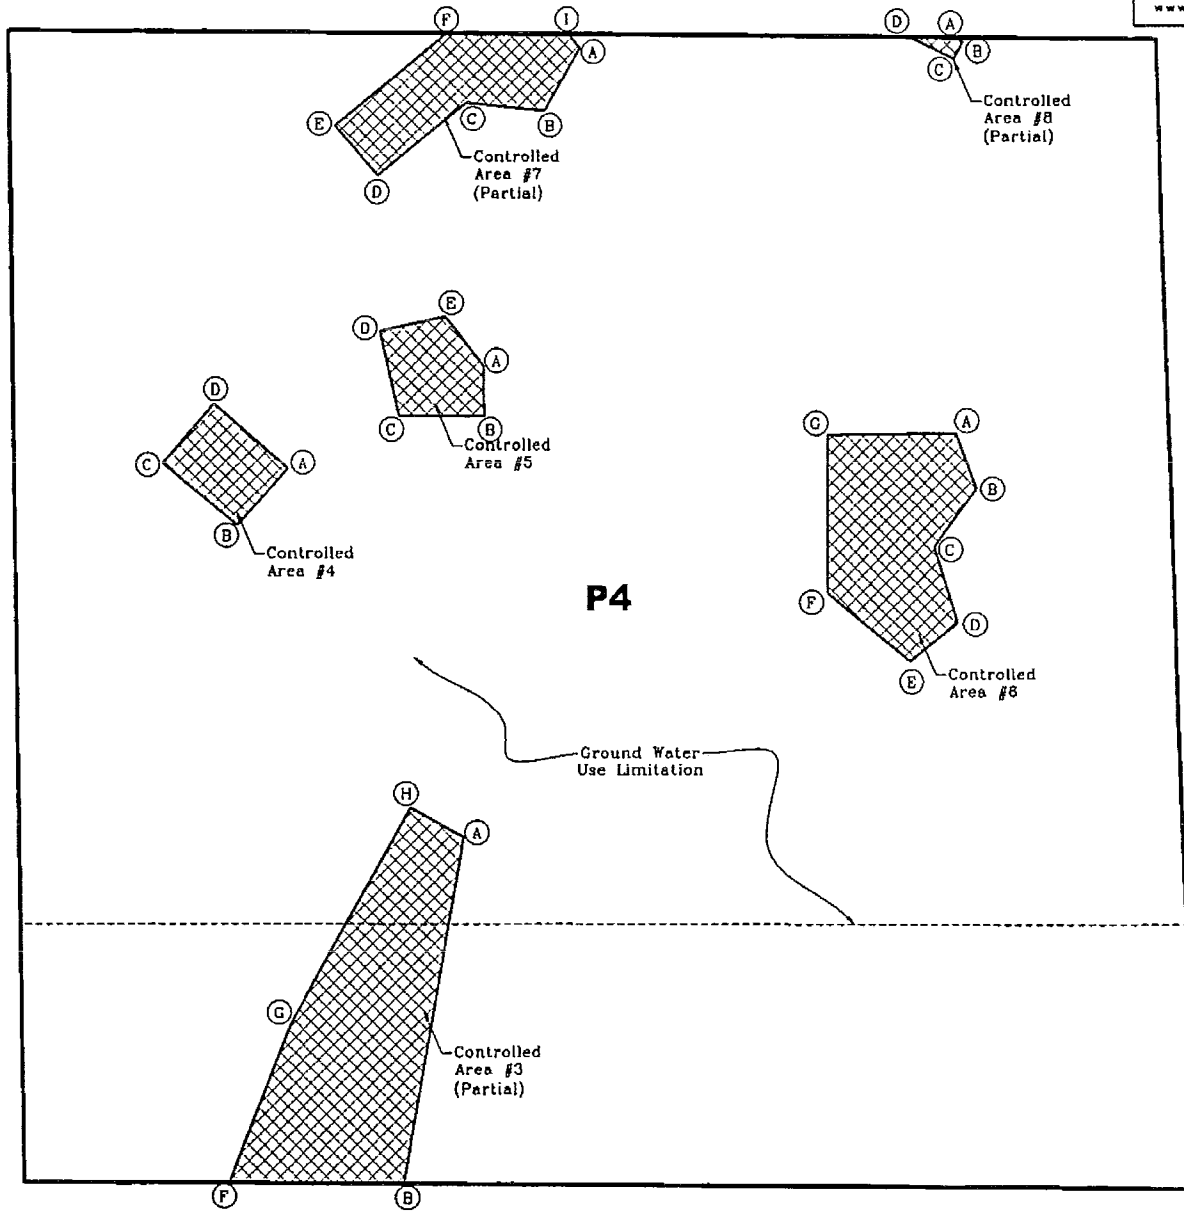 www
F
I
D
A
A
B
C
E
C
B
D
Controlled
Area #7
(Partial)
Controlled
Area #8
(Partial)
E
D
A
C
B
Controlled
Area #5
D
C
A
B
Controlled
Area #4
G
A
B
C
F
D
E
Controlled
Area #6
P4
Ground Water
Use Limitation
H
A
G
Controlled
Area #3
(Partial)
F
B